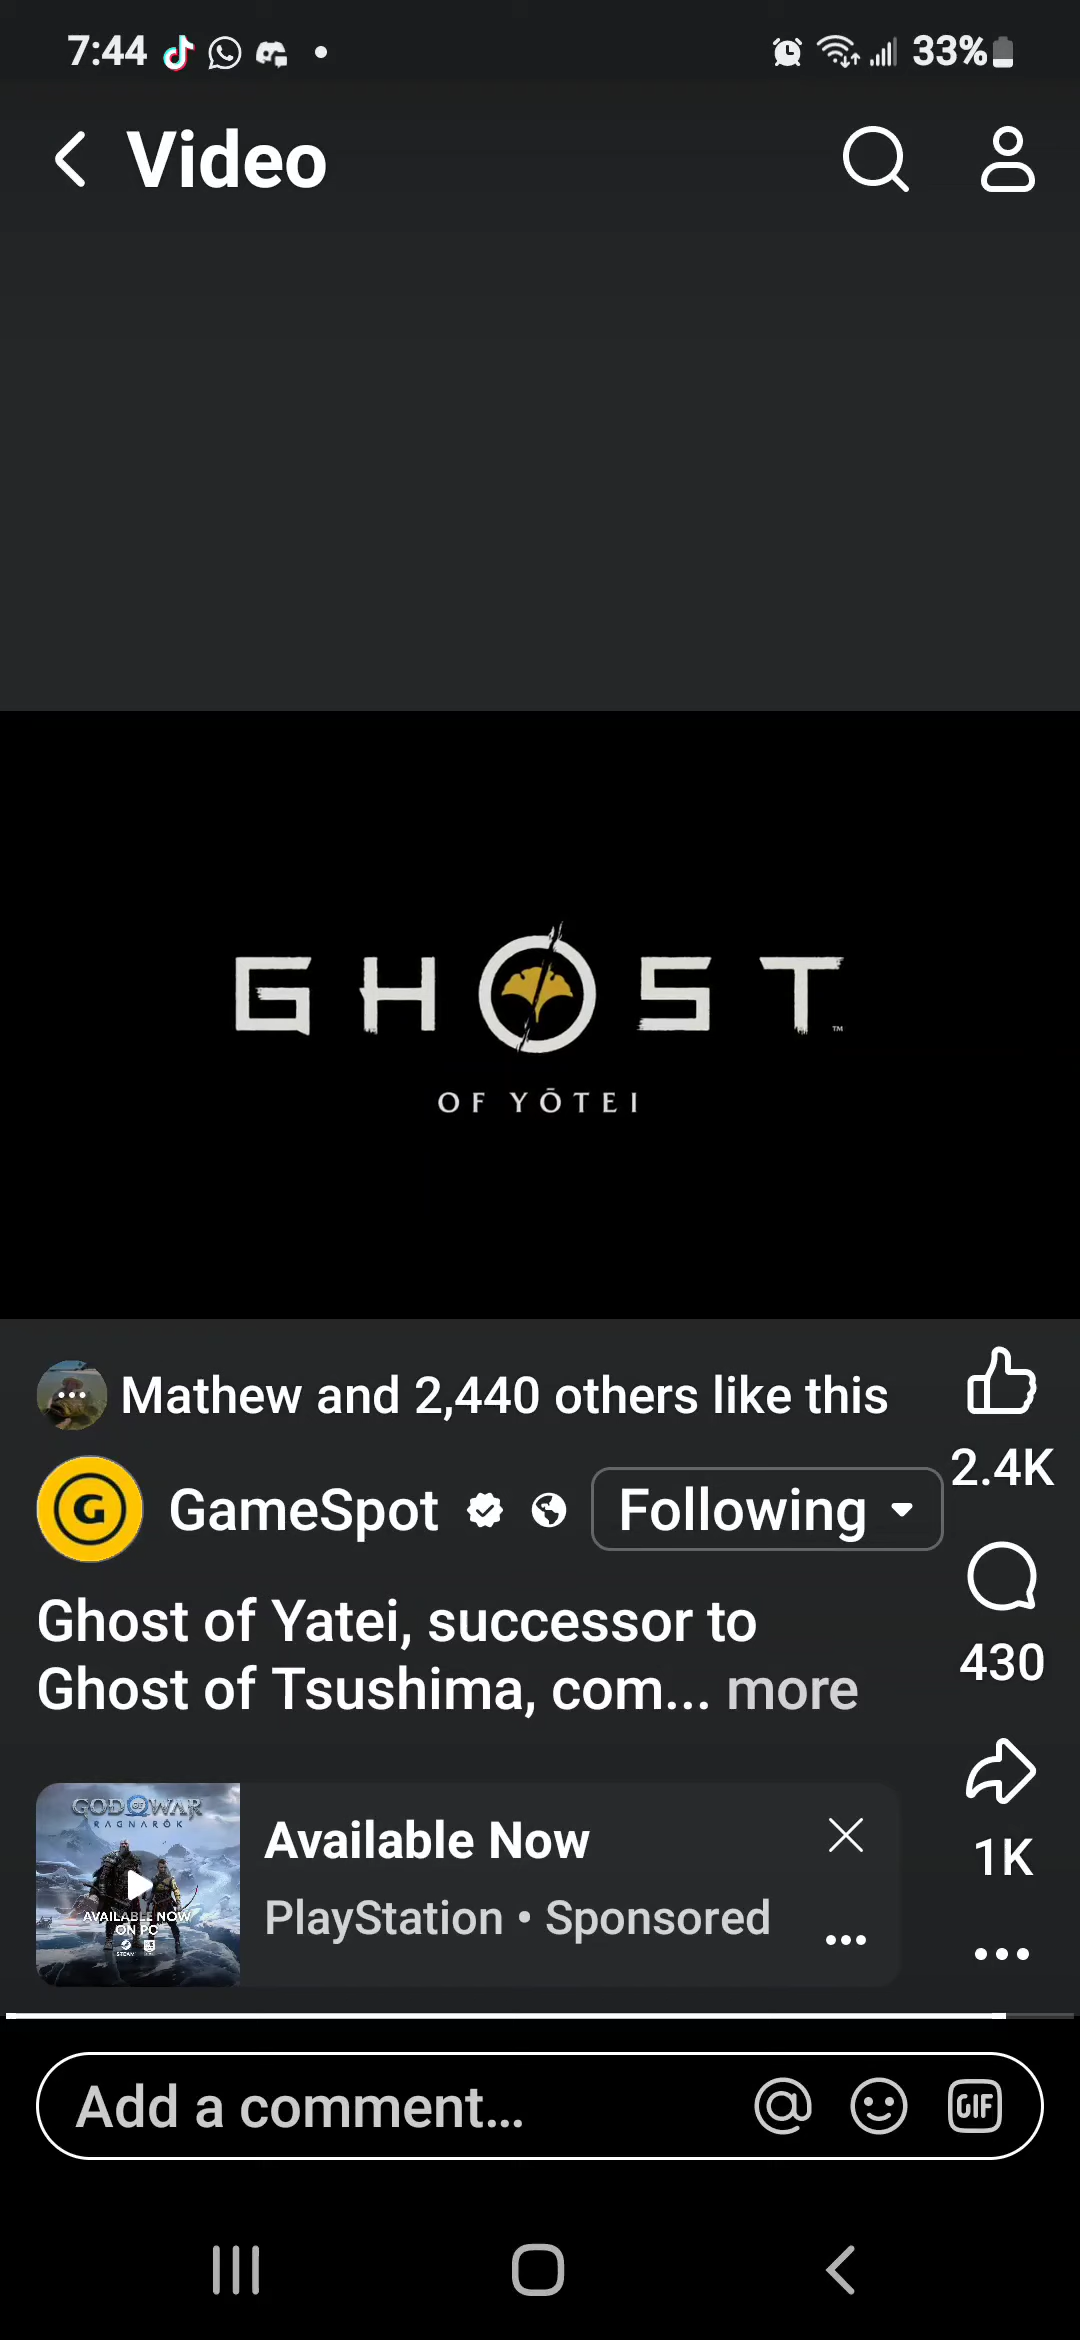 7:44
33%
Video
GHOST
™
OF YŌTEI
Mathew and 2,440 others like this
2.4K
GameSpot
Following
Ghost of Yatei, successor to
Ghost of Tsushima, com... more
430
GOD OF WAR
RAGNARÖK
AVAILABLE NOW
ON PC
STEAM
Available Now
PlayStation • Sponsored
1K
Add a comment...
GIF